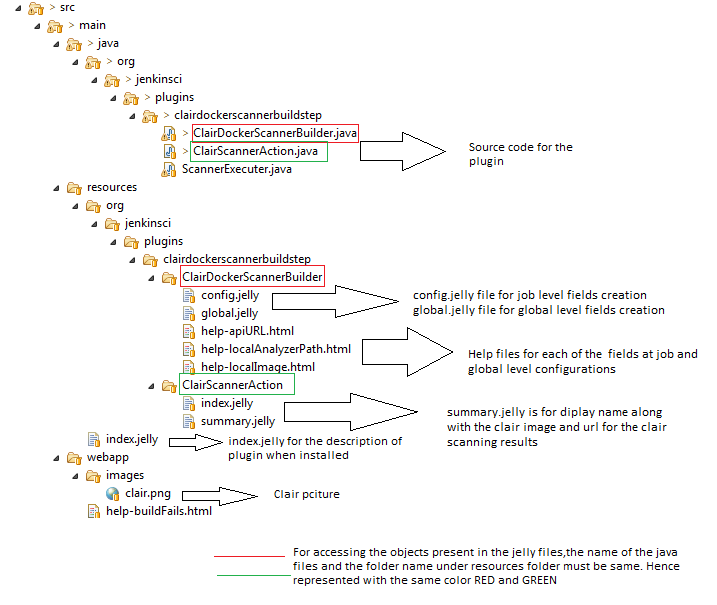 > src
> main
> java
> org
> jenkinsci
> plugins
> clairdockerscannerbuildstep
> ClairDockerScannerBuilder.java
> ClairScannerAction.java
ScannerExecuter.java
Source code for the
plugin
resources
org
jenkinsci
plugins
clairdockerscannerbuildstep
ClairDockerScannerBuilder
config.jelly
global.jelly
config.jelly file for job level fields creation
global.jelly file for global level fields creation
help-apiURL.html
help-localAnalyzerPath.html
help-localImage.html
Help files for each of the fields at job and
global level configurations
ClairScannerAction
index.jelly
summary.jelly
summary.jelly is for diplay name along
with the clair image and url for the clair
scanning results
index.jelly
index.jelly for the description of
plugin when installed
webapp
images
clair.png
Clair pciture
help-buildFails.html
For accessing the objects present in the jelly files,the name of the java
files and the folder name under resources folder must be same. Hence
represented with the same color RED and GREEN